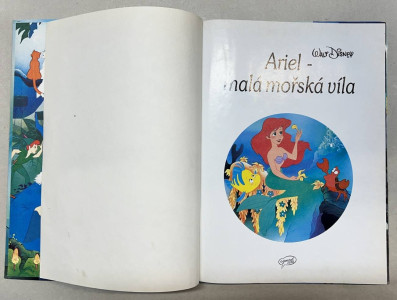 Walt Disney
Ariel -
malá mořská víla